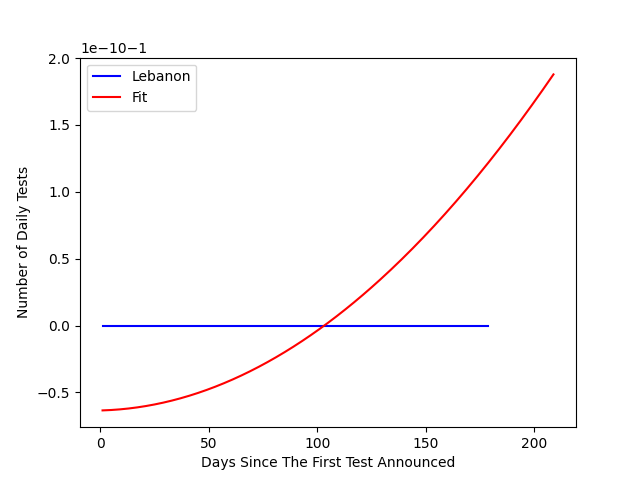 1e−10−1
2.0
1.5
1.0
0.5
0.0
−0.5
Number of Daily Tests
Lebanon
Fit
0 50 100 150 200
Days Since The First Test Announced